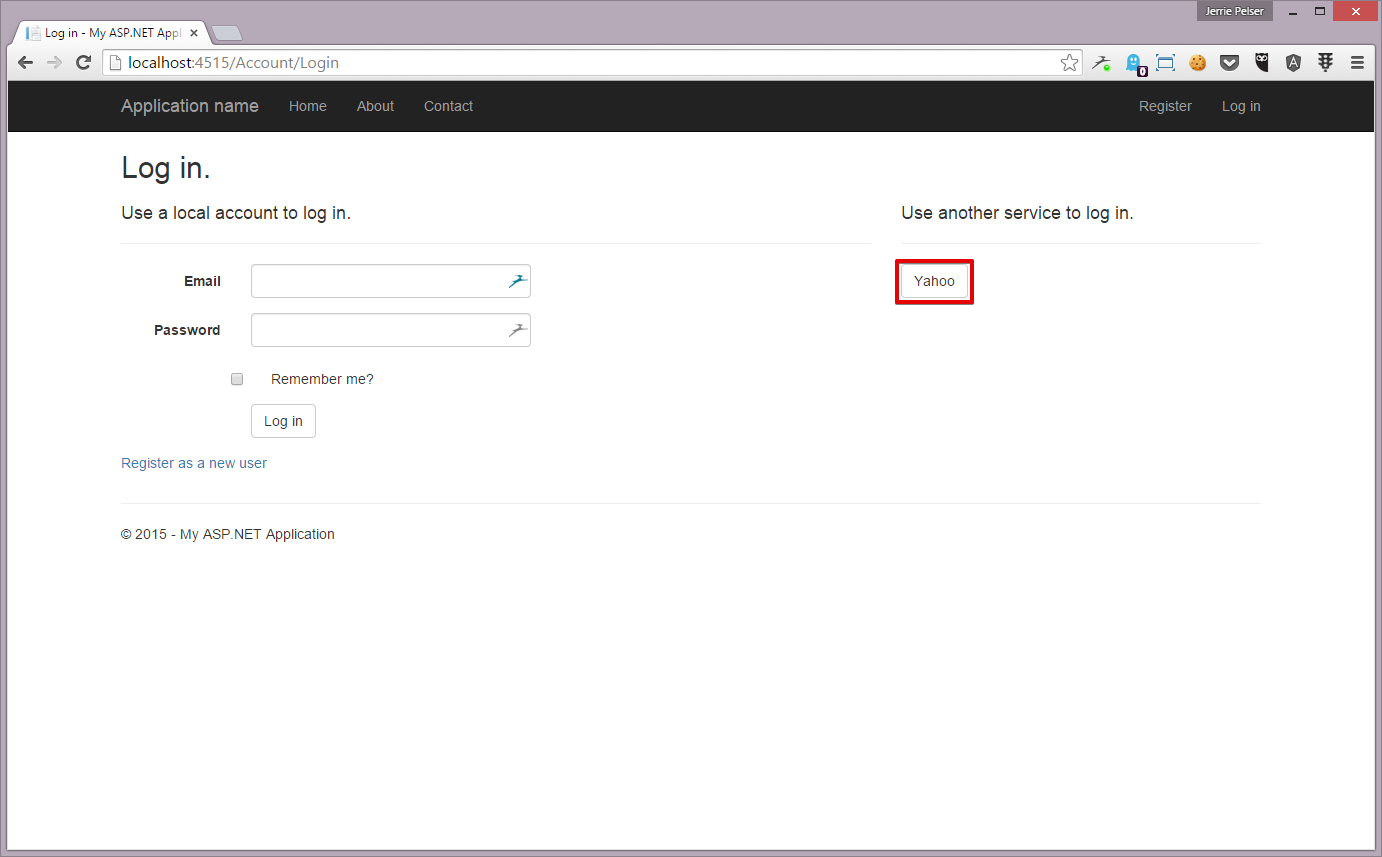 Jerrie Pelser
Log in - My ASP.NET Appl
localhost:4515/Account/Login
0
Application name Home About Contact Register Log in
Log in.
Use a local account to log in.
Use another service to log in.
Email
Yahoo
Password
Remember me?
Log in
Register as a new user
© 2015 - My ASP.NET Application